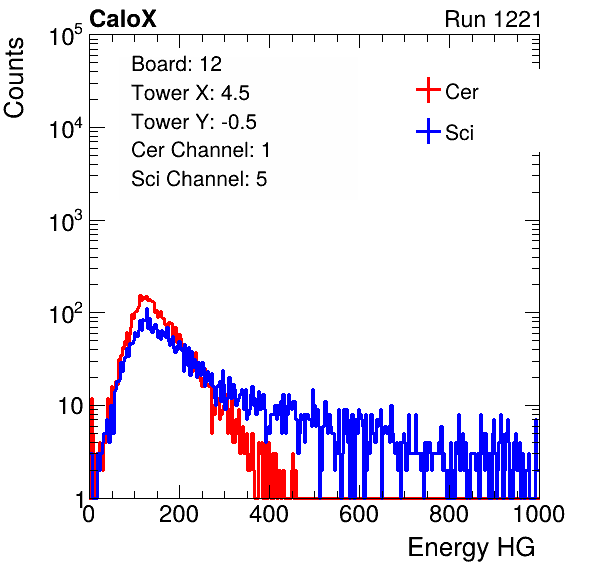 CaloX Run 1221
Counts
10^5
10^4
10^3
10^2
10
1
Board: 12
Tower X: 4.5
Tower Y: -0.5
Cer Channel: 1
Sci Channel: 5
Cer
Sci
0 200 400 600 800 1000
Energy HG